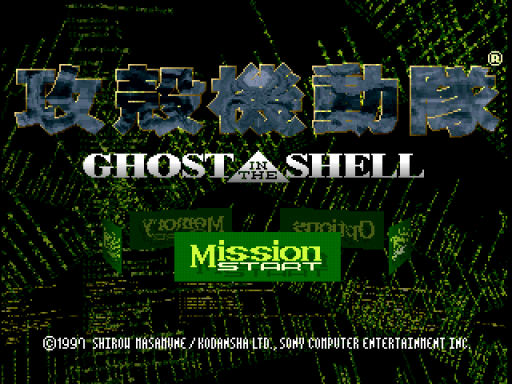 攻殻機動隊®
GHOST IN THE SHELL
Memory
Options
Mission
START
©1997 SHIROW MASAMUNE/KODANSHA LTD., SONY COMPUTER ENTERTAINMENT INC.